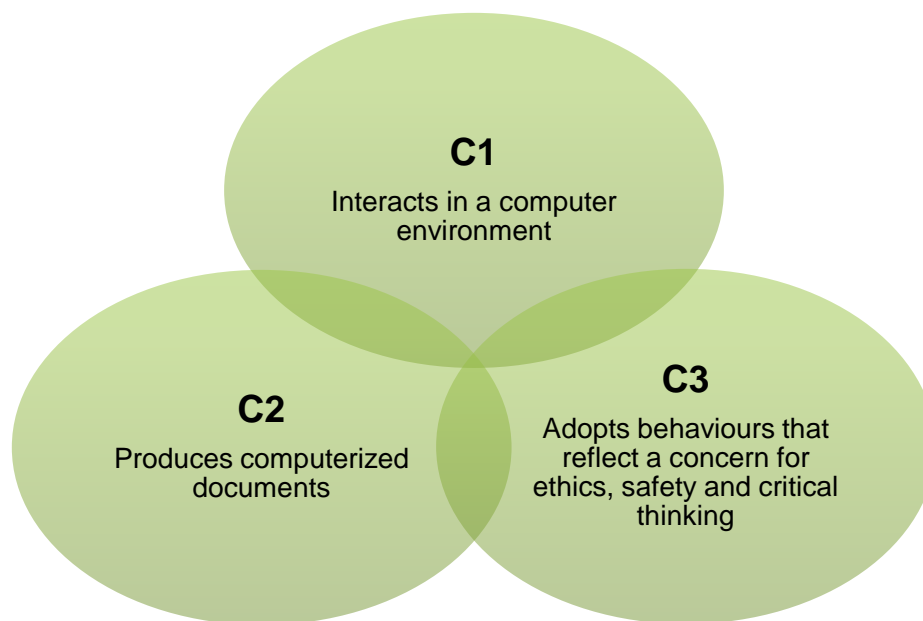 C1
Interacts in a computer
environment
C2
Produces computerized
documents
C3
Adopts behaviours that
reflect a concern for
ethics, safety and critical
thinking